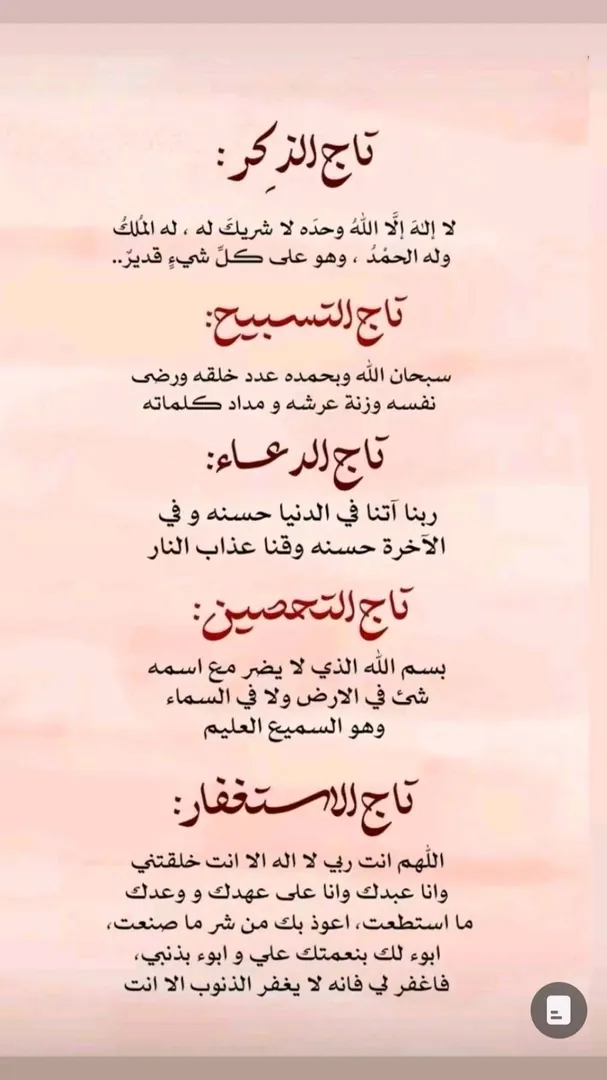 تاج الذكِر :
لا إلهَ إلَّا اللهُ وحدَه لا شريكَ له ، له المُلكُ
وله الحمْدُ ، وهو على كلِّ شيءٍ قديرٌ..
تاج التسبيح:
سبحان الله وبحمده عدد خلقه ورضى
نفسه وزنة عرشه و مداد كلماته
تاج الدعاء:
ربنا آتنا في الدنيا حسنه و في
الآخرة حسنه وقنا عذاب النار
تاج التحصين:
بسم الله الذي لا يضر مع اسمه
شئ في الارض ولا في السماء
وهو السميع العليم
تاج الاستغفار:
اللهم انت ربي لا اله الا انت خلقتني
وانا عبدك وانا على عهدك و وعدك
ما استطعت، اعوذ بك من شر ما صنعت،
ابوء لك بنعمتك علي و ابوء بذنبي،
فاغفر لي فانه لا يغفر الذنوب الا انت